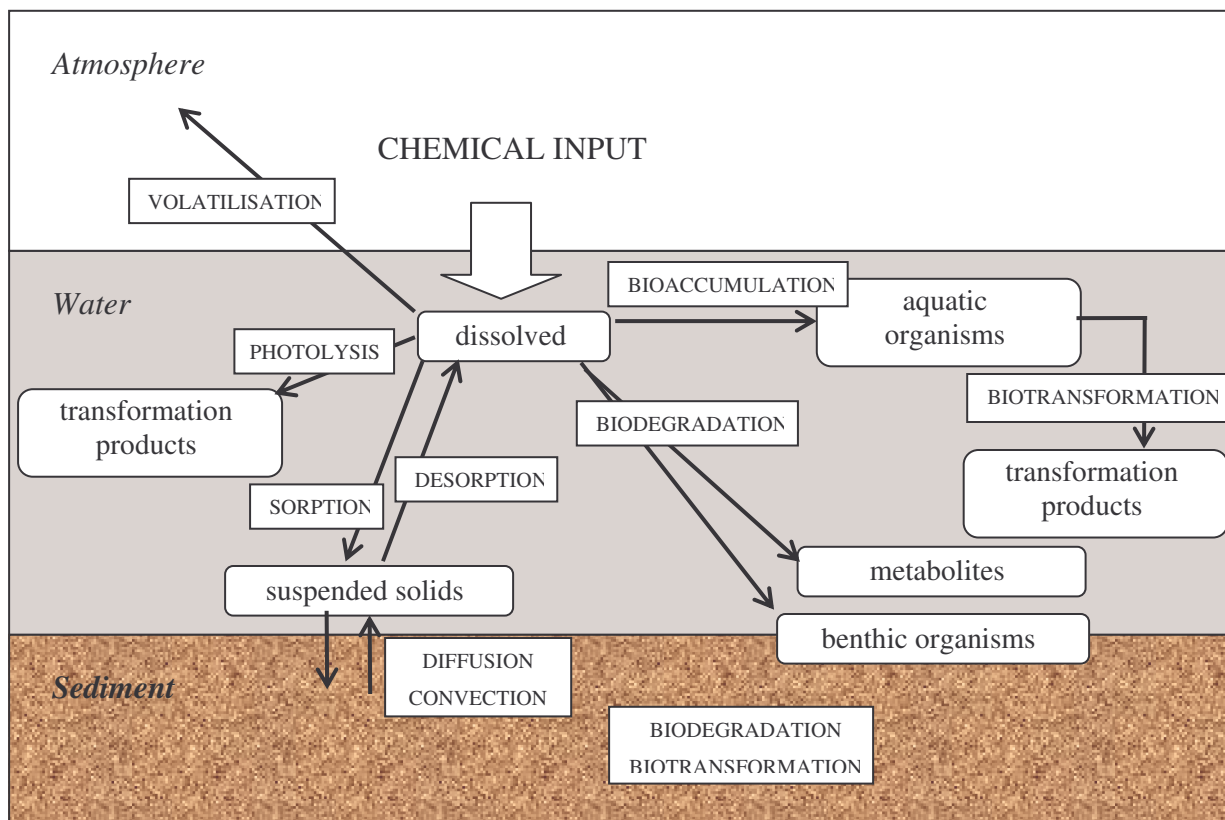 Atmosphere
CHEMICAL INPUT
VOLATILISATION
Water
BIOACCUMULATION
aquatic
organisms
dissolved
PHOTOLYSIS
transformation
products
BIODEGRADATION
BIOTRANSFORMATION
DESORPTION
SORPTION
transformation
products
metabolites
suspended solids
benthic organisms
DIFFUSION
CONVECTION
Sediment
BIODEGRADATION
BIOTRANSFORMATION